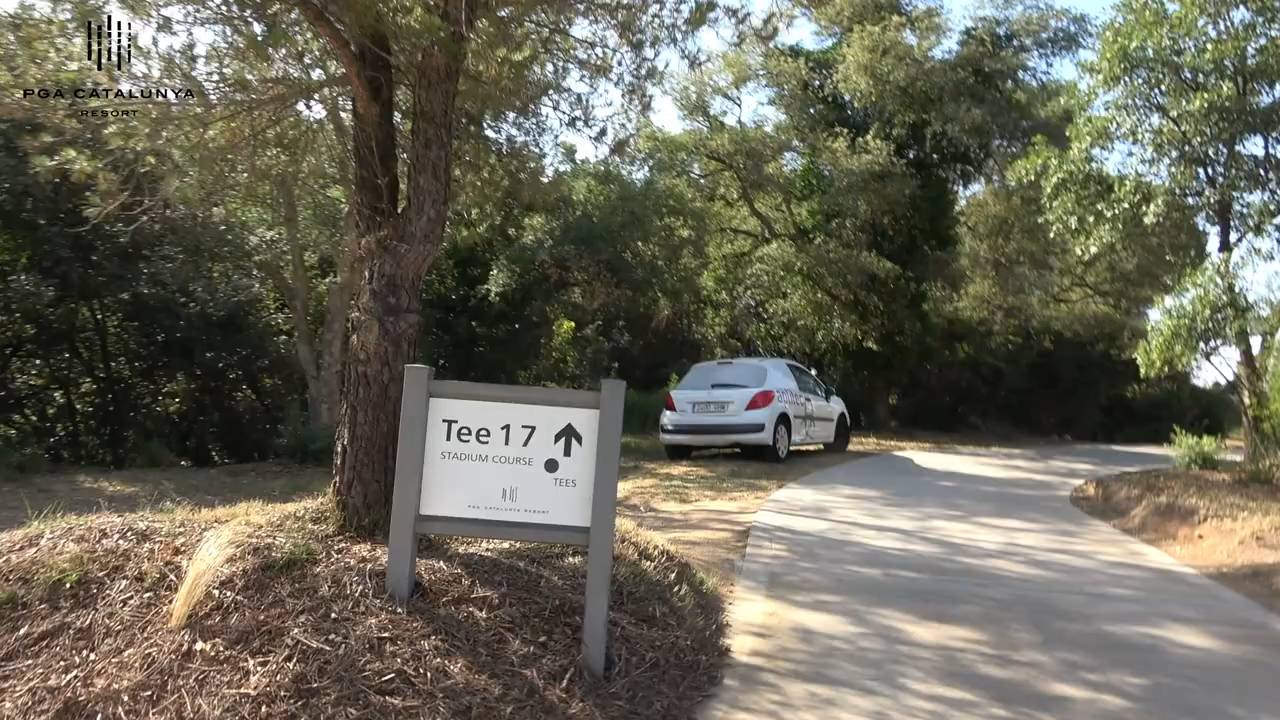 PGA CATALUNYA
RESORT
Tee 17
STADIUM COURSE
TEES
PGA CATALUNYA RESORT